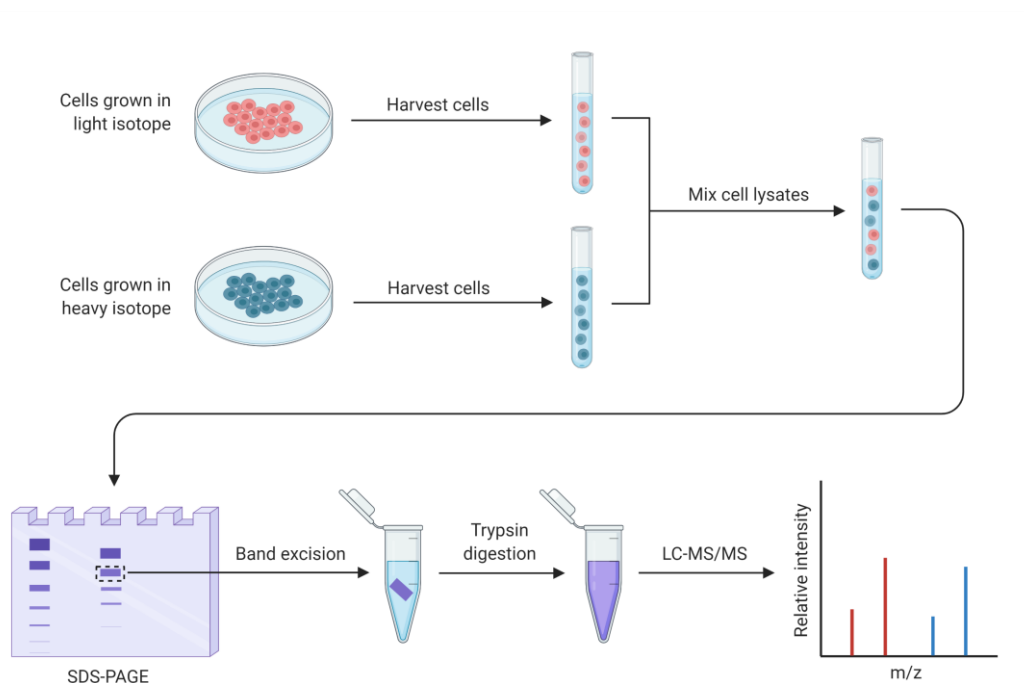 Cells grown in
light isotope
Harvest cells
Mix cell lysates
Cells grown in
heavy isotope
Harvest cells
Band excision
Trypsin
digestion
LC-MS/MS
Relative intensity
m/z
SDS-PAGE